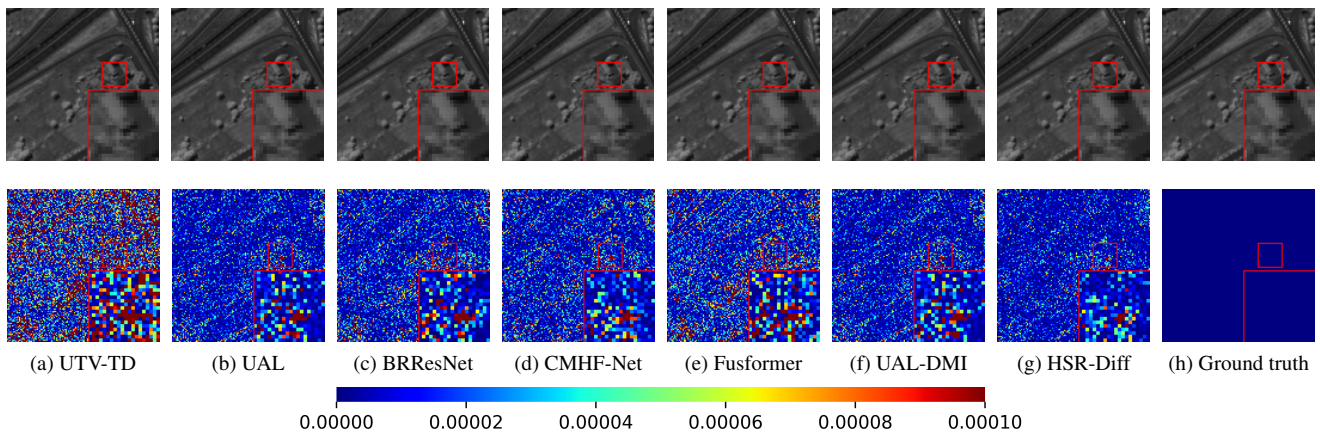 (a) UTV-TD (b) UAL (c) BRResNet (d) CMHF-Net (e) Fusformer (f) UAL-DMI (g) HSR-Diff (h) Ground truth
0.00000 0.00002 0.00004 0.00006 0.00008 0.00010